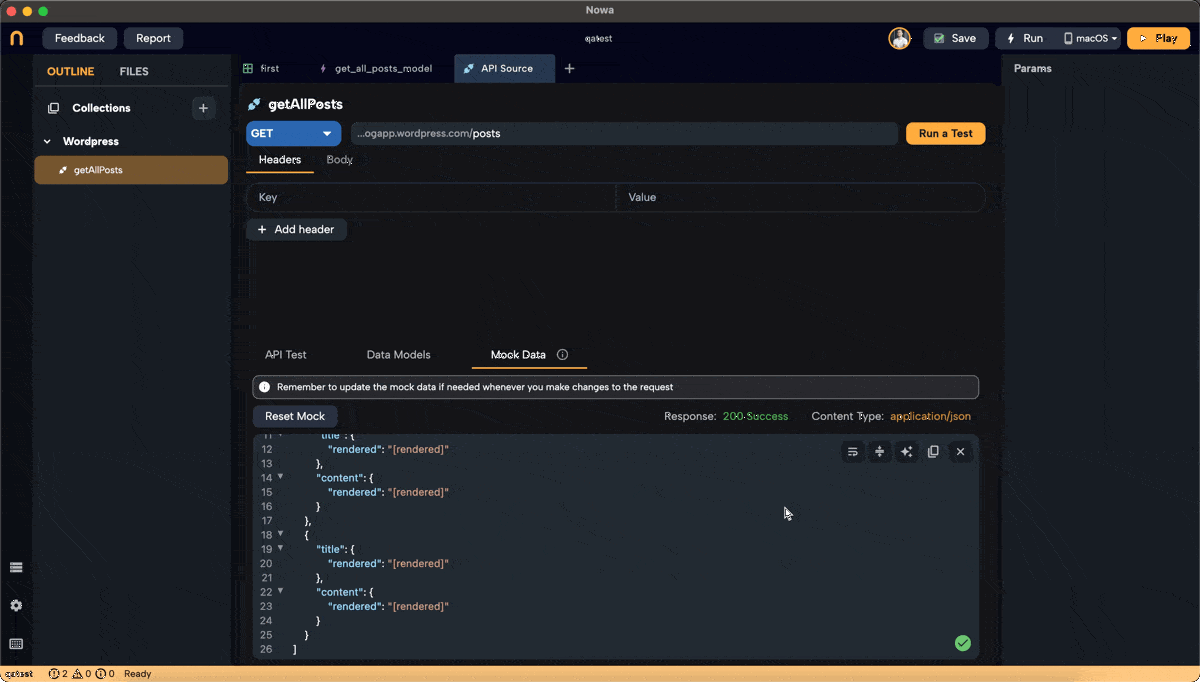 Nowa
Feedback
Report
qatest
Save
Run
macOS
Play
OUTLINE
FILES
first
get_all_posts_model
API Source
Params
Collections
getAllPosts
Wordpress
GET
...ogapp.wordpress.com/posts
Run a Test
getAllPosts
Headers
Body
Key
Value
Add header
API Test
Data Models
Mock Data
Remember to update the mock data if needed whenever you make changes to the request
Reset Mock
Response: 200 Success
Content Type: application/json
11 "title": {
12 "rendered": "[rendered]"
13 },
14 "content": {
15 "rendered": "[rendered]"
16 }
17 },
18 {
19 "title": {
20 "rendered": "[rendered]"
21 },
22 "content": {
23 "rendered": "[rendered]"
24 }
25 }
26 ]
qatest 2 0 0 Ready